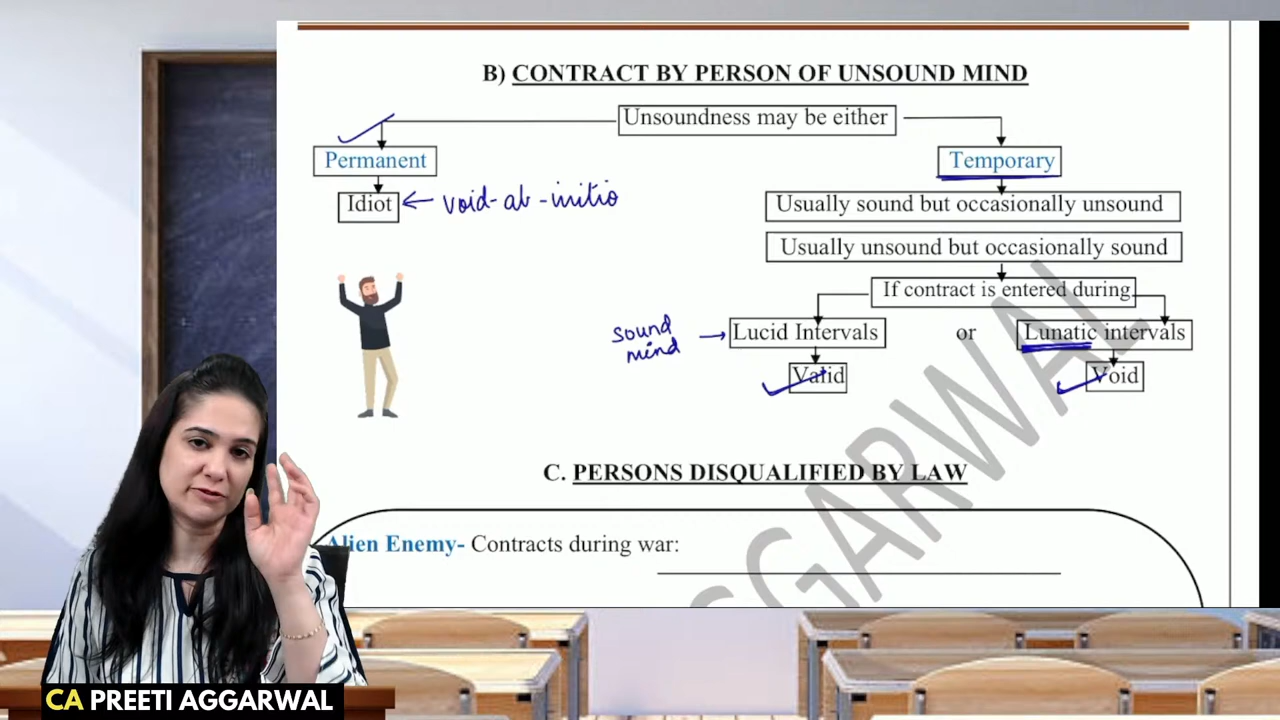 B) CONTRACT BY PERSON OF UNSOUND MIND
Unsoundness may be either
Permanent
Temporary
Idiot
void-ab-initio
Usually sound but occasionally unsound
Usually unsound but occasionally sound
If contract is entered during
sound
mind
Lucid Intervals or Lunatic intervals
Valid
Void
C. PERSONS DISQUALIFIED BY LAW
Alien Enemy- Contracts during war:
GGARWAL
CA PREETI AGGARWAL